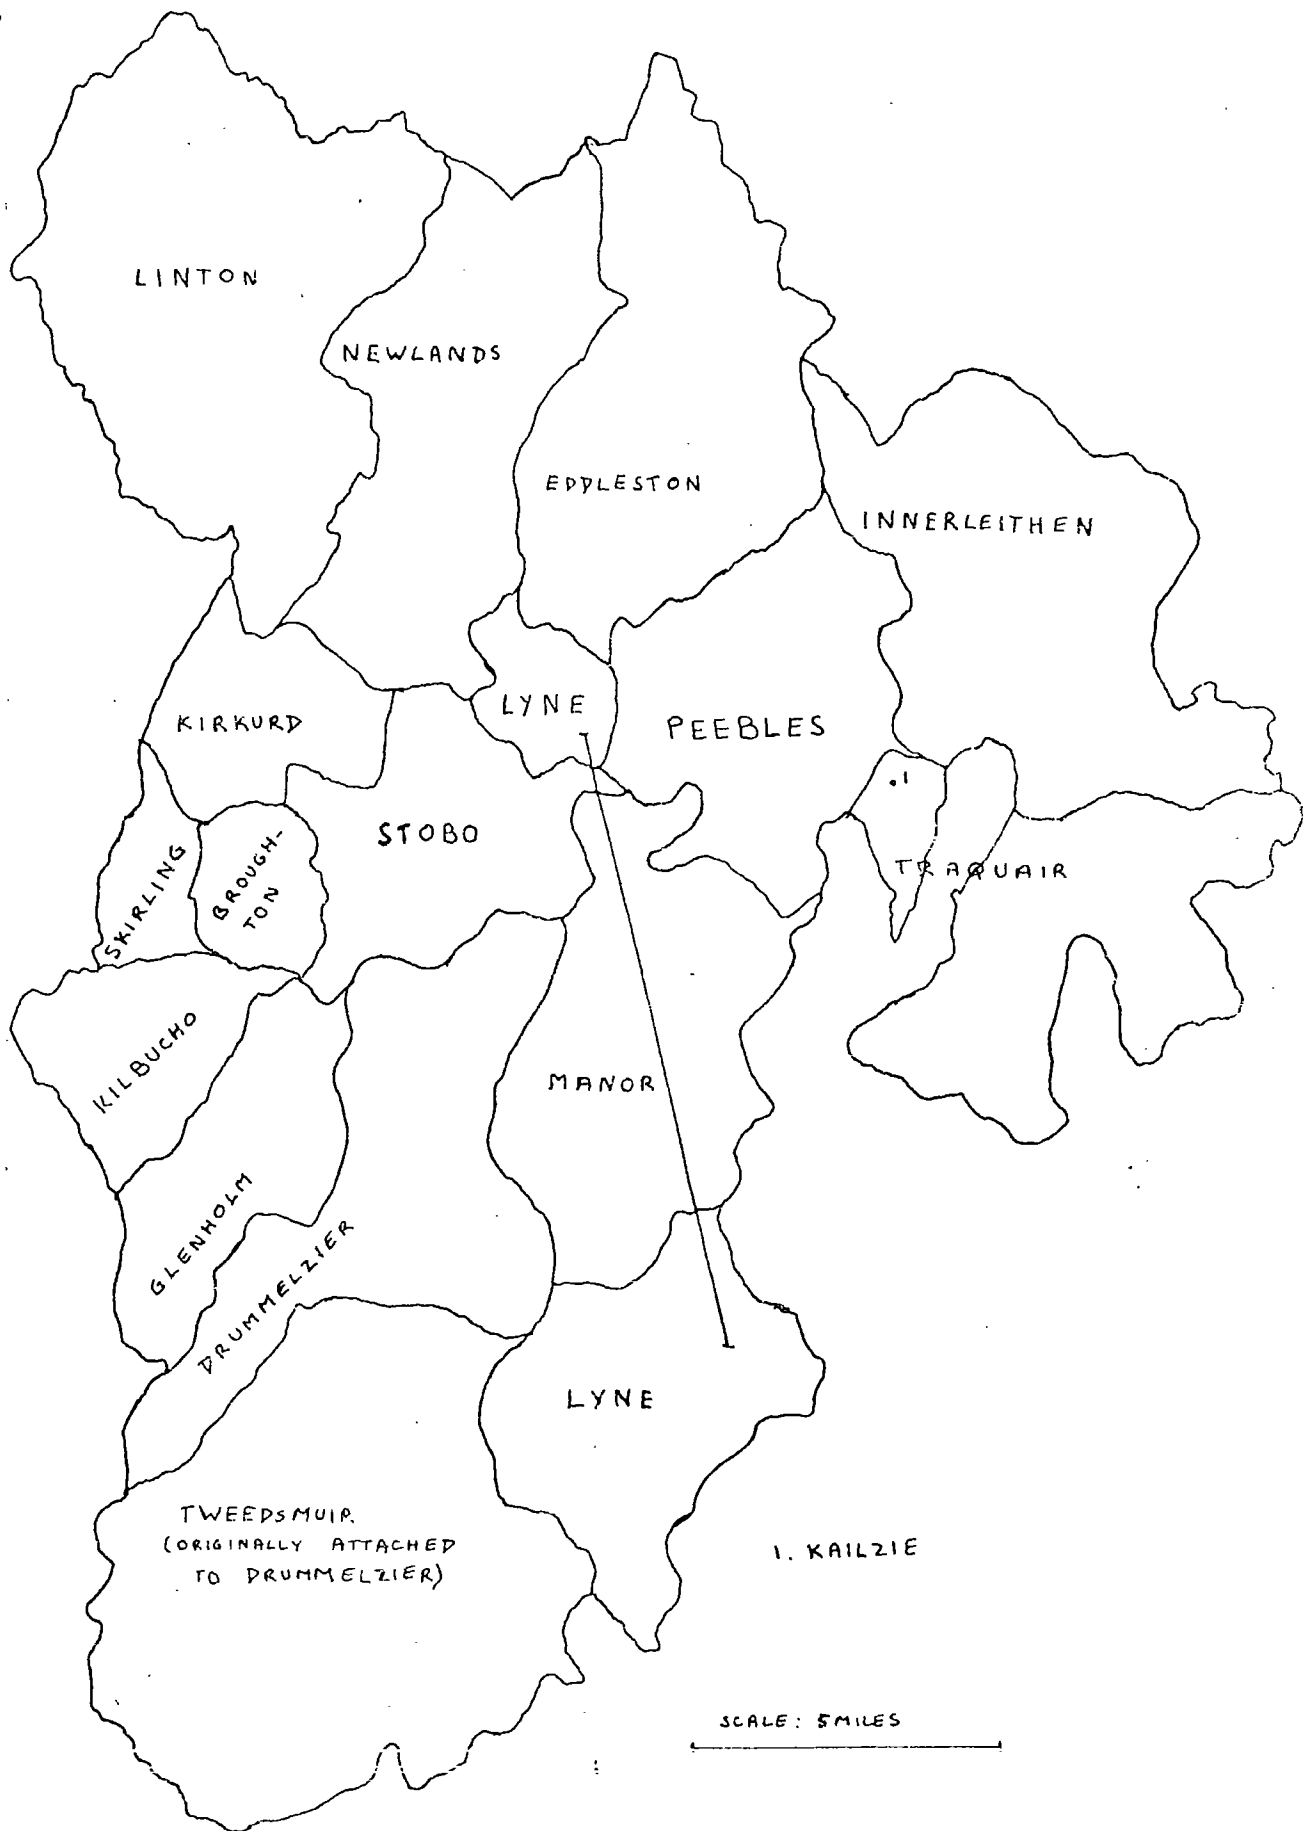 LINTON
NEWLANDS
EDDLESTON
INNERLEITHEN
LYNE
KIRKURD
PEEBLES
.1
STOBO
SKIRLING
BROUGH-
TON
TRAQUAIR
KILBUCHO
MANOR
GLENHOLM
DRUMMELZIER
LYNE
TWEEDSMUIR.
(ORIGINALLY ATTACHED
TO DRUMMELZIER)
1. KAILZIE
SCALE: 5 MILES